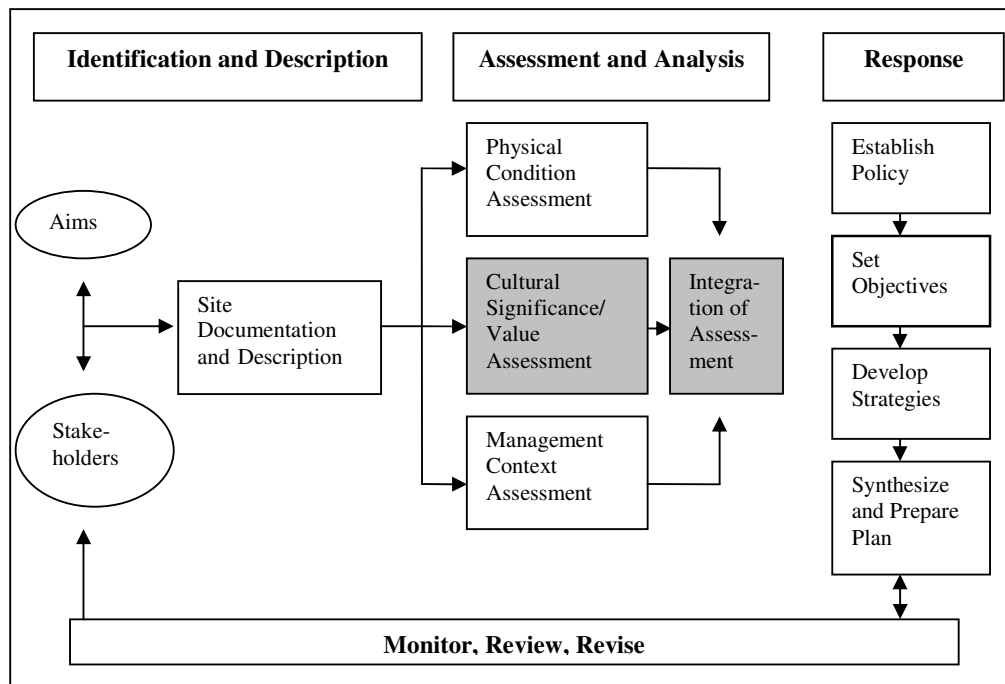 Identification and Description
Assessment and Analysis
Response
Aims
Stake-
holders
Site
Documentation
and Description
Physical
Condition
Assessment
Cultural
Significance/
Value
Assessment
Management
Context
Assessment
Integra-
tion of
Assess-
ment
Establish
Policy
Set
Objectives
Develop
Strategies
Synthesize
and Prepare
Plan
Monitor, Review, Revise